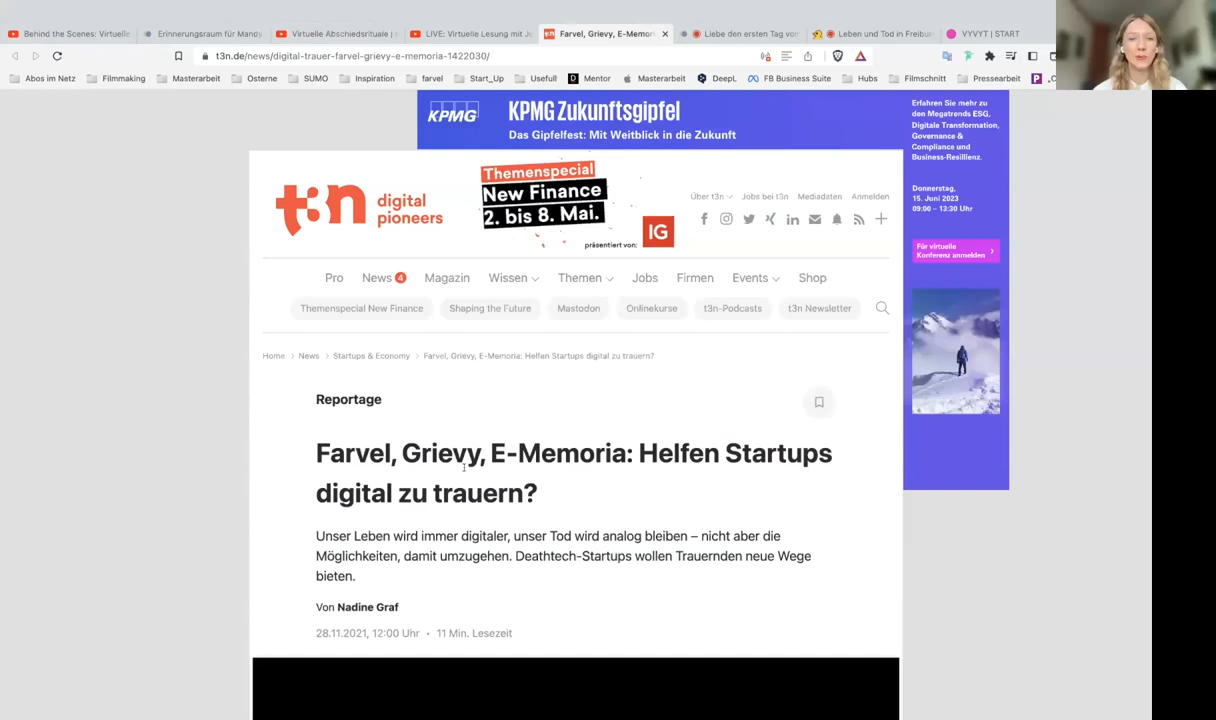 Behind the Scenes: Virtuelle
Erinnerungsraum für Mandy
Virtuelle Abschiedsrituale |
LIVE: Virtuelle Lesung mit
Farvel, Grievy, E-Memori
Liebe den ersten Tag von
Leben und Tod in Freibur
VYVYT | START
t3n.de/news/digital-trauer-farvel-grievy-e-memoria-1422030/
Abos im Netz
Filmmaking
Masterarbeit
Osterne
SUMO
Inspiration
farvel
Start_Up
Usefull
Mentor
Masterarbeit
DeepL
FB Business Suite
Hubs
Filmschnitt
Pressearbeit
KPMG
KPMG Zukunftsgipfel
Das Gipfelfest: Mit Weitblick in die Zukunft
Erfahren Sie mehr zu
den Megatrends ESG,
Digitale Transformation,
Governance &
Compliance und
Business-Resillienz.
Donnerstag,
15. Juni 2023
09:00 – 13:30 Uhr
Für virtuelle
Konferenz anmelden
t3n digital
pioneers
Themenspecial
New Finance
2. bis 8. Mai.
präsentiert von:
IG
Über t3n
Jobs bei t3n
Mediadaten
Anmelden
Pro
News 4
Magazin
Wissen
Themen
Jobs
Firmen
Events
Shop
Themenspecial New Finance
Shaping the Future
Mastodon
Onlinekurse
t3n-Podcasts
t3n Newsletter
Home > News > Startups & Economy > Farvel, Grievy, E-Memoria: Helfen Startups digital zu trauern?
Reportage
Farvel, Grievy, E-Memoria: Helfen Startups
digital zu trauern?
Unser Leben wird immer digitaler, unser Tod wird analog bleiben – nicht aber die
Möglichkeiten, damit umzugehen. Deathtech-Startups wollen Trauernden neue Wege
bieten.
Von Nadine Graf
28.11.2021, 12:00 Uhr • 11 Min. Lesezeit